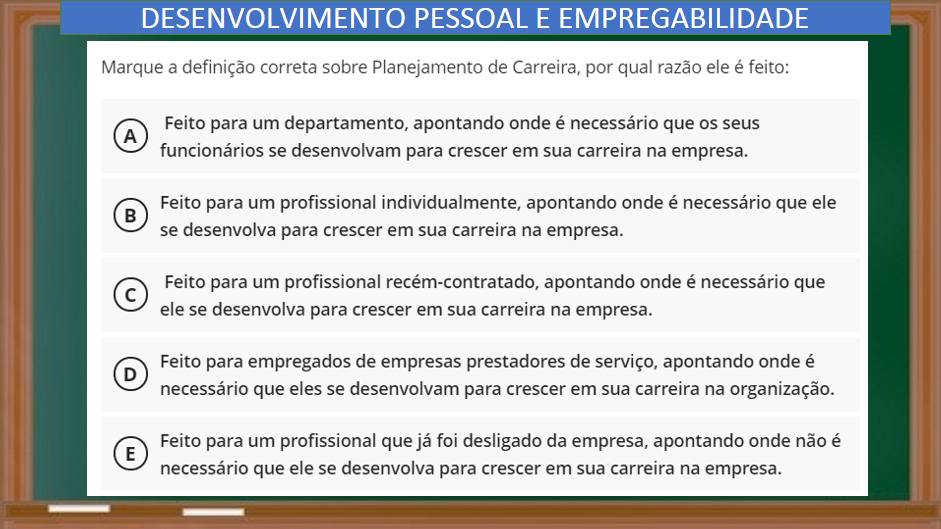 DESENVOLVIMENTO PESSOAL E EMPREGABILIDADE
Marque a definição correta sobre Planejamento de Carreira, por qual razão ele é feito:
A
Feito para um departamento, apontando onde é necessário que os seus
funcionários se desenvolvam para crescer em sua carreira na empresa.
B
Feito para um profissional individualmente, apontando onde é necessário que ele
se desenvolva para crescer em sua carreira na empresa.
C
Feito para um profissional recém-contratado, apontando onde é necessário que
ele se desenvolva para crescer em sua carreira na empresa.
D
Feito para empregados de empresas prestadores de serviço, apontando onde é
necessário que eles se desenvolvam para crescer em sua carreira na organização.
E
Feito para um profissional que já foi desligado da empresa, apontando onde não é
necessário que ele se desenvolva para crescer em sua carreira na empresa.